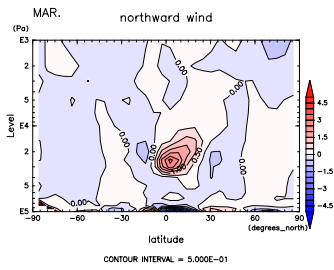 MAR.
northward wind
(Pa)
E3
2
5
E4
2
5
E5
Level
0.00
0.00
0.00
0.00
0.00
0.50
-90 -60 -30 0 30 60 90
(degrees_north)
latitude
4.5
3
1.5
0
-1.5
-3
-4.5
CONTOUR INTERVAL = 5.000E-01